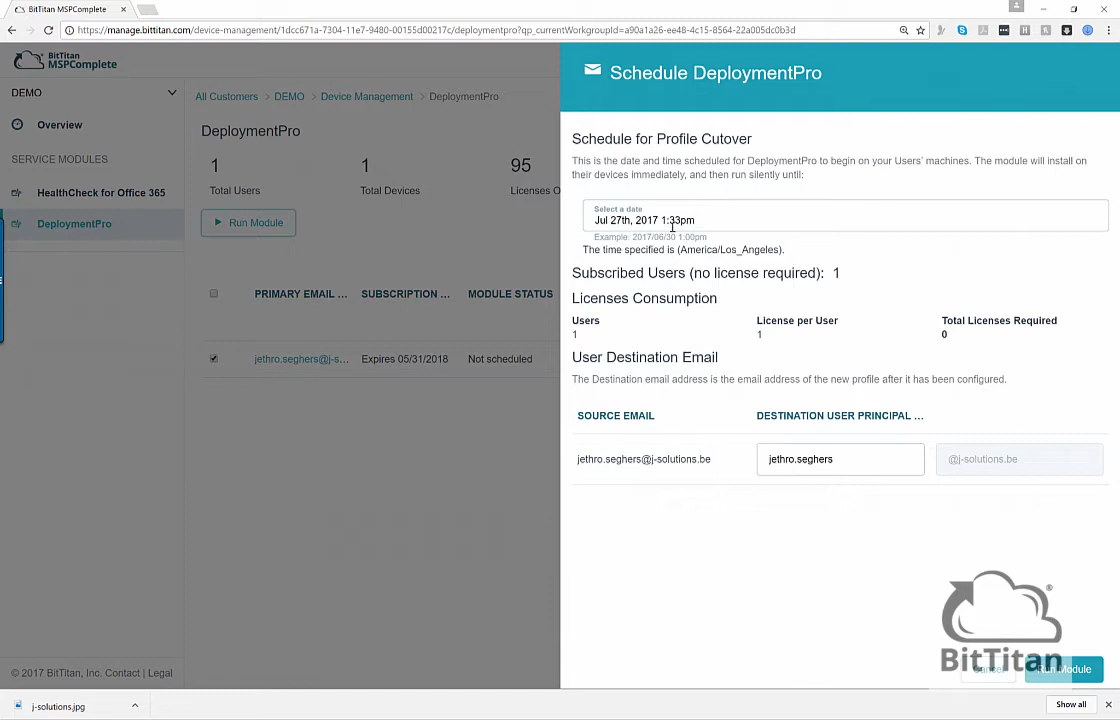 BitTitan MSPComplete
https://manage.bittitan.com/device-management/1dcc671a-7304-11e7-9480-00155d00217c/deploymentpro?qp_currentWorkgroupId=a90a1a26-ee48-4c15-8564-22a005dc0b3d
BitTitan
MSPComplete
DEMO
Overview
SERVICE MODULES
HealthCheck for Office 365
DeploymentPro
© 2017 BitTitan, Inc. Contact | Legal
All Customers > DEMO > Device Management > DeploymentPro
DeploymentPro
1 1 95
Total Users Total Devices Licenses O
Run Module
PRIMARY EMAIL ... SUBSCRIPTION ... MODULE STATUS
jethro.seghers@j-s... Expires 05/31/2018 Not scheduled
Schedule DeploymentPro
Schedule for Profile Cutover
This is the date and time scheduled for DeploymentPro to begin on your Users' machines. The module will install on
their devices immediately, and then run silently until:
Select a date
Jul 27th, 2017 1:33pm
Example: 2017/06/30 1:00pm
The time specified is (America/Los_Angeles).
Subscribed Users (no license required): 1
Licenses Consumption
Users License per User Total Licenses Required
1 1 0
User Destination Email
The Destination email address is the email address of the new profile after it has been configured.
SOURCE EMAIL DESTINATION USER PRINCIPAL ...
jethro.seghers@j-solutions.be jethro.seghers @j-solutions.be
BitTitan
Cancel Run Module
j-solutions.jpg
Show all